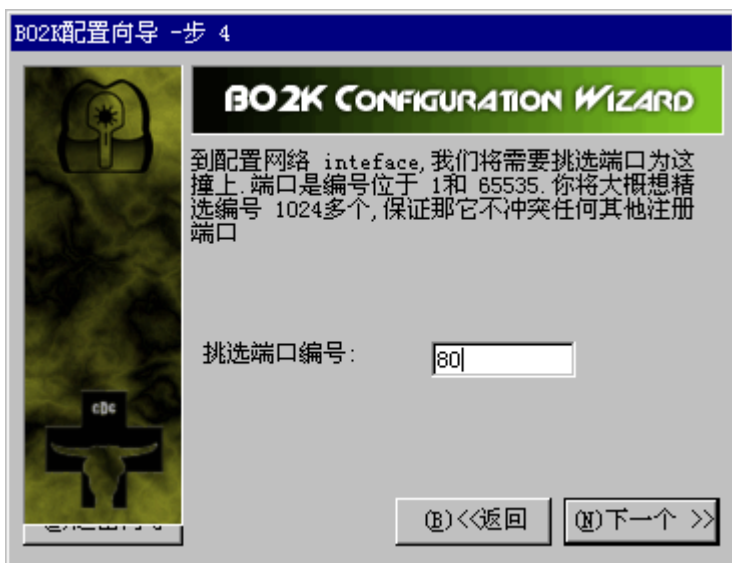 BO2K配置向导 -步 4
BO2K CONFIGURATION WIZARD
到配置网络 inteface,我们将需要挑选端口为这
撞上.端口是编号位于 1和 65535.你将大概想精
选编号 1024多个,保证那它不冲突任何其他注册
端口
挑选端口编号:
80
cDc
(B)<<返回
(N)下一个 >>